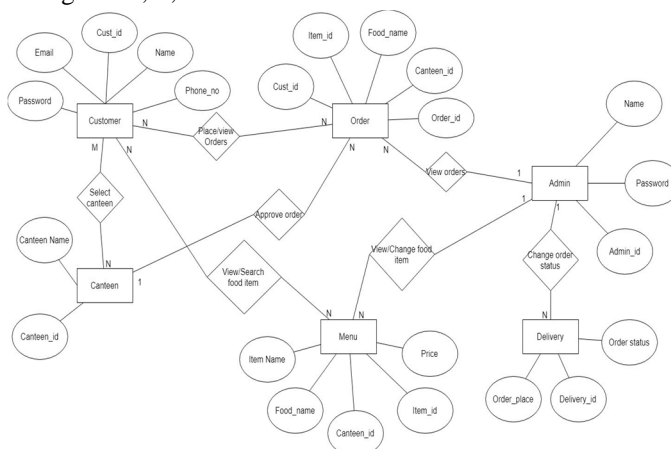 Cust_id
Item_id
Food_name
Email
Name
Canteen_id
Cust_id
Phone_no
Password
Name
Order_id
Customer
N
Place/view
Orders
N
Order
M
N
N
N
View orders
1
Admin
Password
Select
canteen
1
1
Approve order
Canteen Name
View/Change food
item
Change order
status
Admin_id
N
Canteen
1
View/Search
food item
N
N
N
Menu
Delivery
Order status
Item Name
Price
Food_name
Item_id
Order_place
Delivery_id
Canteen_id
Canteen_id